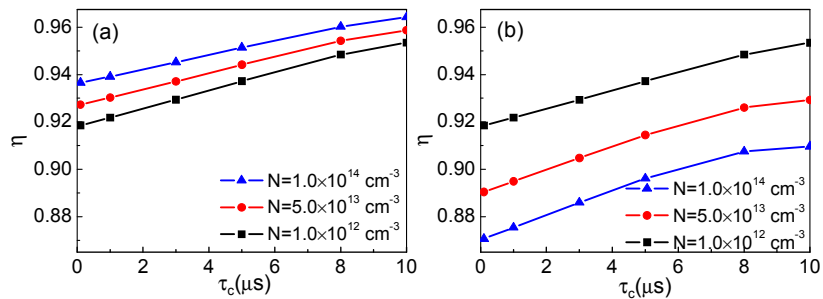 (a)
0.96
0.94
0.92
0.90
0.88
η
N=1.0×10¹⁴ cm⁻³
N=5.0×10¹³ cm⁻³
N=1.0×10¹² cm⁻³
0 2 4 6 8 10
τc(μs)
(b)
0.96
0.94
0.92
0.90
0.88
η
N=1.0×10¹⁴ cm⁻³
N=5.0×10¹³ cm⁻³
N=1.0×10¹² cm⁻³
0 2 4 6 8 10
τc(μs)